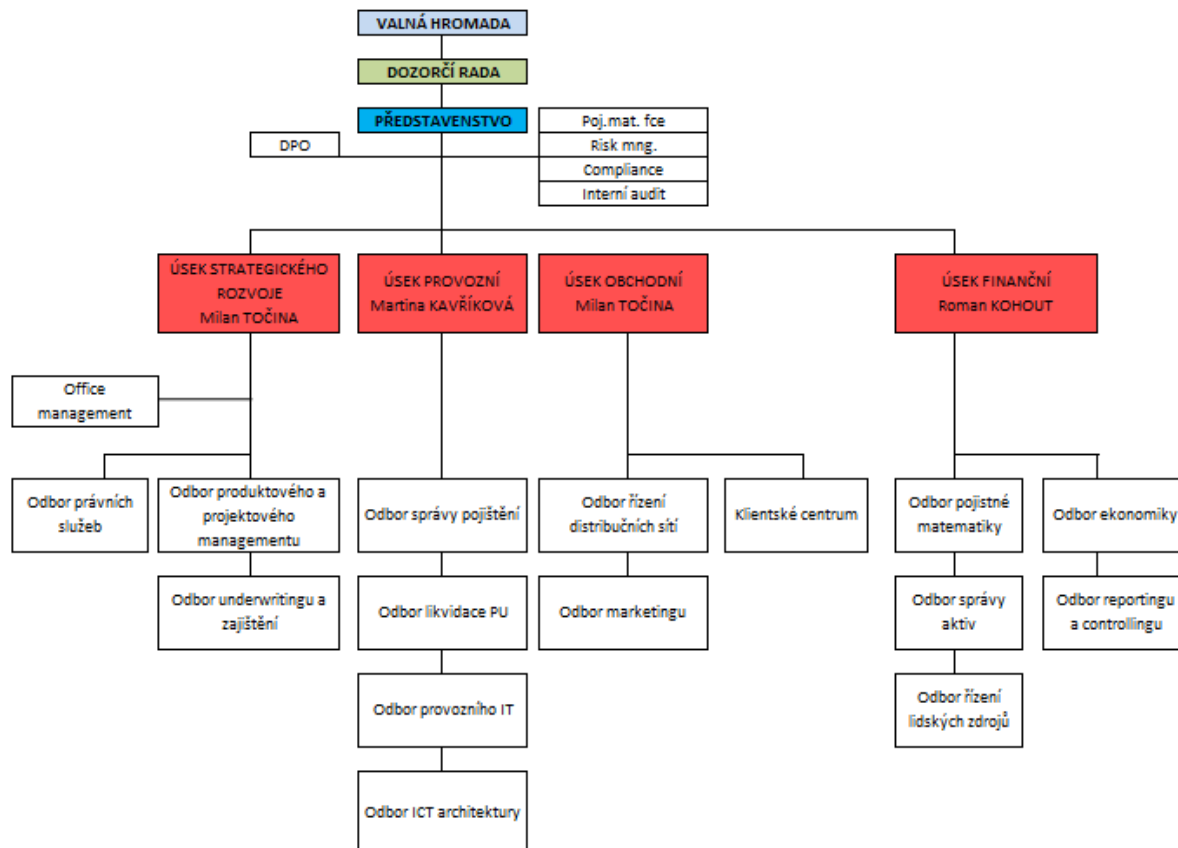 VALNÁ HROMADA
DOZORČÍ RADA
PŘEDSTAVENSTVO
Poj.mat. fce
DPO
Risk mng.
Compliance
Interní audit
ÚSEK STRATEGICKÉHO
ROZVOJE
Milan TOČINA
ÚSEK PROVOZNÍ
Martina KAVŘÍKOVÁ
ÚSEK OBCHODNÍ
Milan TOČINA
ÚSEK FINANČNÍ
Roman KOHOUT
Office
management
Odbor právních
služeb
Odbor produktového a
projektového
managementu
Odbor správy pojištění
Odbor řízení
distribučních sítí
Klientské centrum
Odbor pojistné
matematiky
Odbor ekonomiky
Odbor underwritingu a
zajištění
Odbor likvidace PU
Odbor marketingu
Odbor správy
aktiv
Odbor reportingu
a controllingu
Odbor provozního IT
Odbor řízení
lidských zdrojů
Odbor ICT architektury